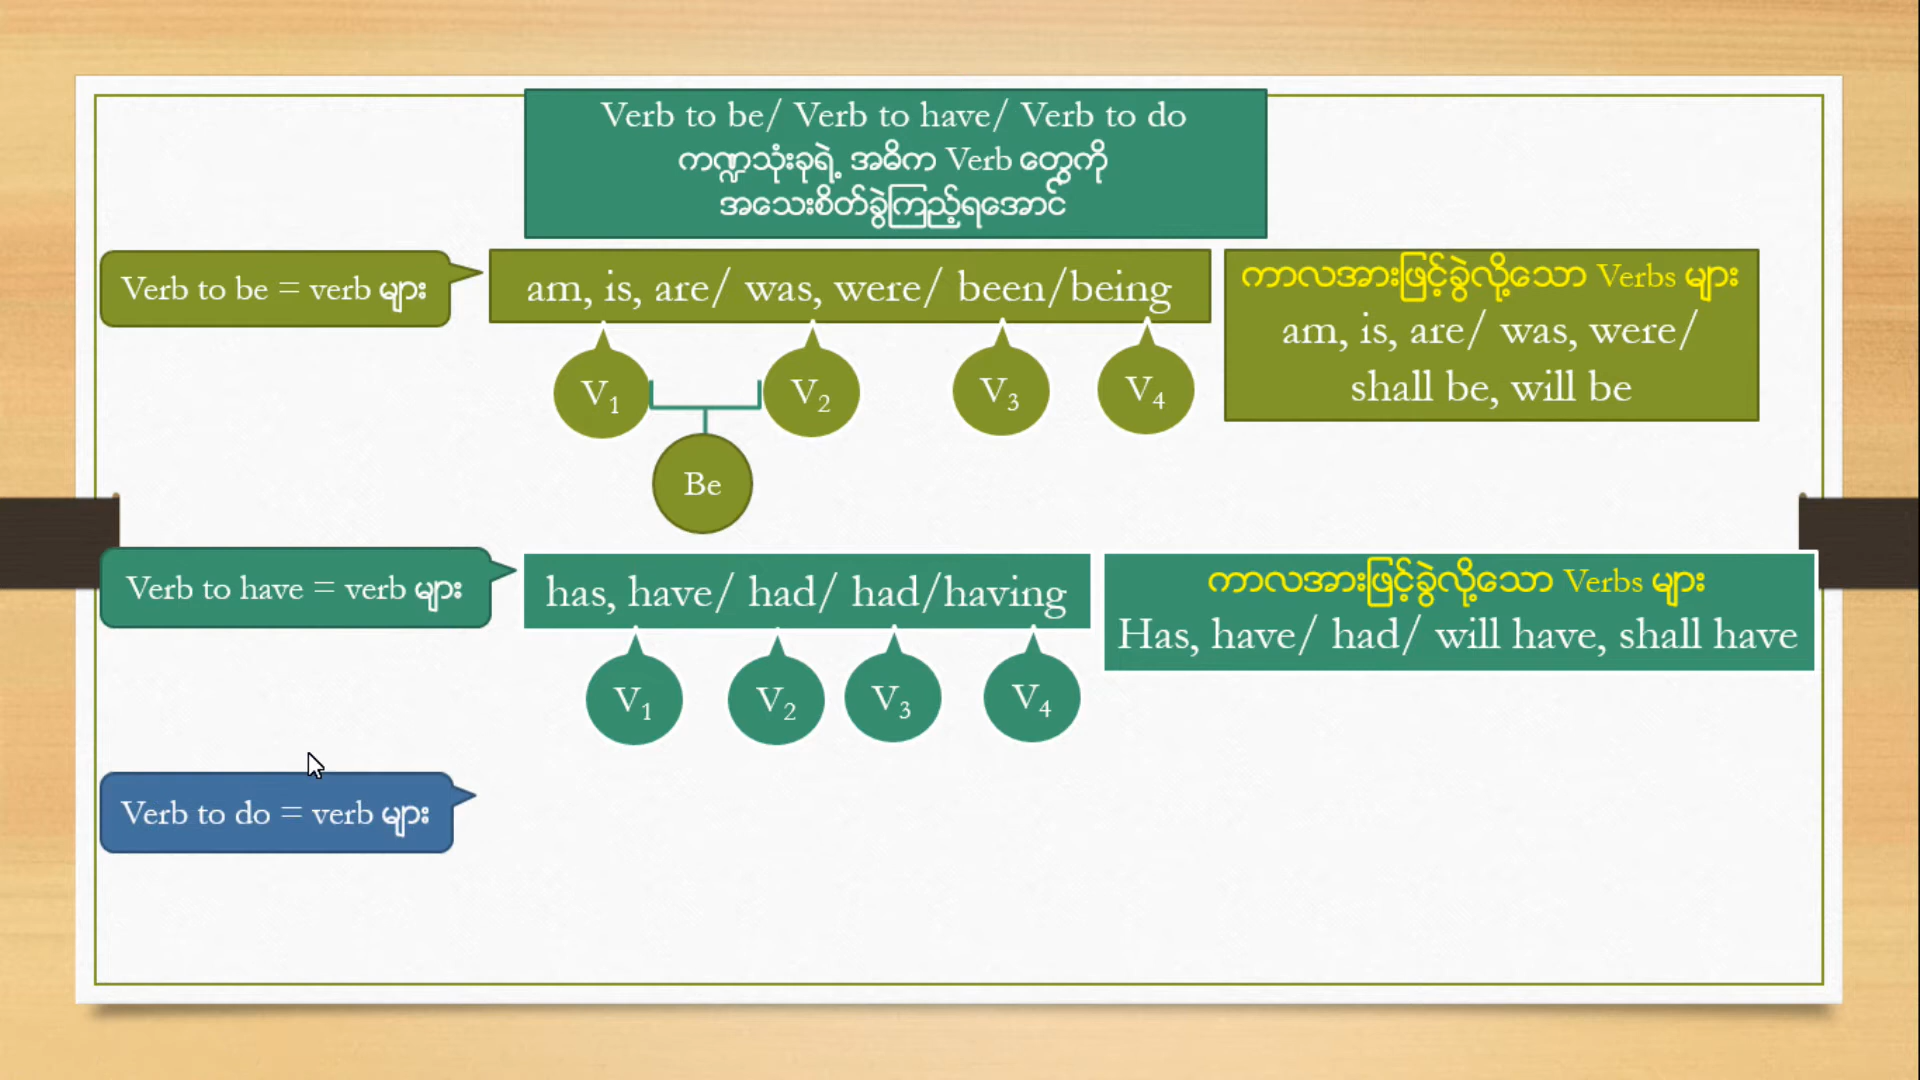 Verb to be/ Verb to have/ Verb to do
ကဏ္ဍသုံးခုရဲ့ အဓိက Verb တွေကို
အသေးစိတ်ခွဲကြည့်ရအောင်
Verb to be = verb များ
am, is, are/ was, were/ been/being
ကာလအားဖြင့်ခွဲလို့သော Verbs များ
am, is, are/ was, were/
shall be, will be
V1
V2
V3
V4
Be
Verb to have = verb များ
has, have/ had/ had/having
ကာလအားဖြင့်ခွဲလို့သော Verbs များ
Has, have/ had/ will have, shall have
V1
V2
V3
V4
Verb to do = verb များ